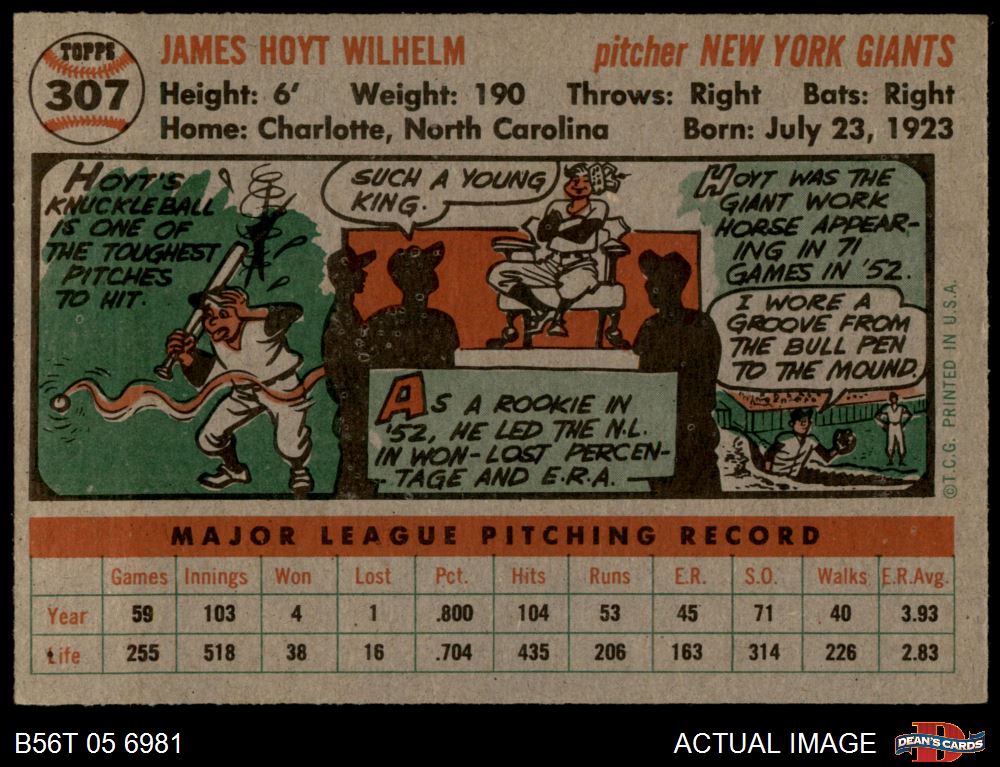 TOPPS
307
JAMES HOYT WILHELM
pitcher NEW YORK GIANTS
Height: 6' Weight: 190 Throws: Right Bats: Right
Home: Charlotte, North Carolina Born: July 23, 1923
HOYT'S
KNUCKLEBALL
IS ONE OF
THE TOUGHEST
PITCHES
TO HIT.
SUCH A YOUNG
KING.
AS A ROOKIE IN
'52, HE LED THE N.L.
IN WON-LOST PERCEN-
TAGE AND E.R.A.
HOYT WAS THE
GIANT WORK
HORSE APPEAR-
ING IN 71
GAMES IN '52.
I WORE A
GROOVE FROM
THE BULL PEN
TO THE MOUND.
©T.C.G. PRINTED IN U.S.A.
MAJOR LEAGUE PITCHING RECORD
Games Innings Won Lost Pct. Hits Runs E.R. S.O. Walks E.R.Avg.
Year 59 103 4 1 .800 104 53 45 71 40 3.93
Life 255 518 38 16 .704 435 206 163 314 226 2.83
B56T 05 6981
ACTUAL IMAGE
D
DEAN'S CARDS